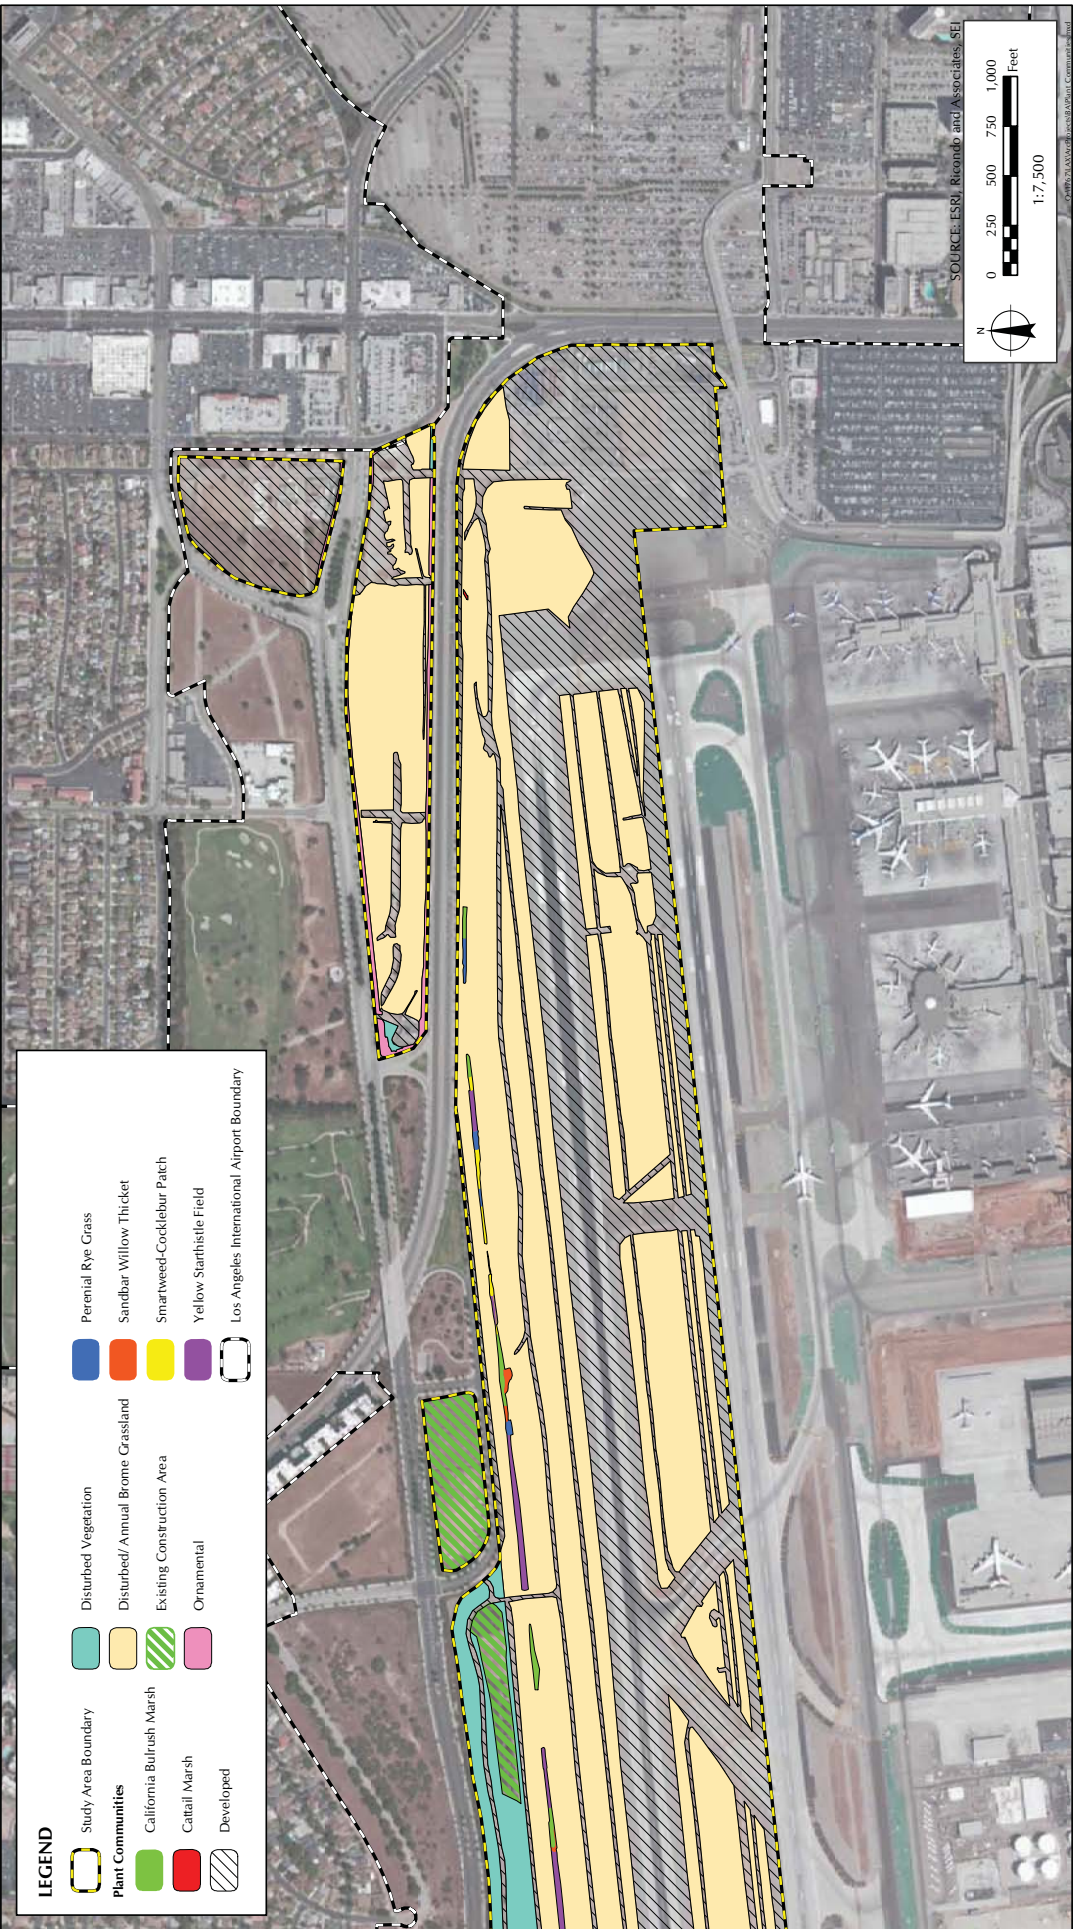 LEGEND
Study Area Boundary
Plant Communities
California Bulrush Marsh
Cattail Marsh
Developed
Disturbed Vegetation
Disturbed/ Annual Brome Grassland
Existing Construction Area
Ornamental
Perenial Rye Grass
Sandbar Willow Thicket
Smartweed-Cocklebur Patch
Yellow Starthistle Field
Los Angeles International Airport Boundary
SOURCE: ESRI, Ricondo and Associates, SEI
N
0 250 500 750 1,000
Feet
1:7,500